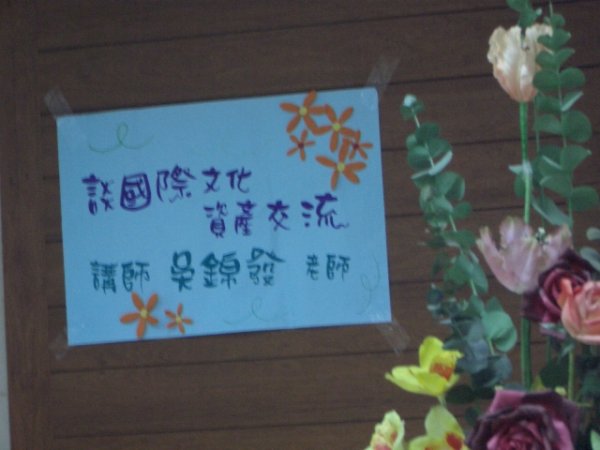 談國際文化
資產交流
講師 吳錦發 老師